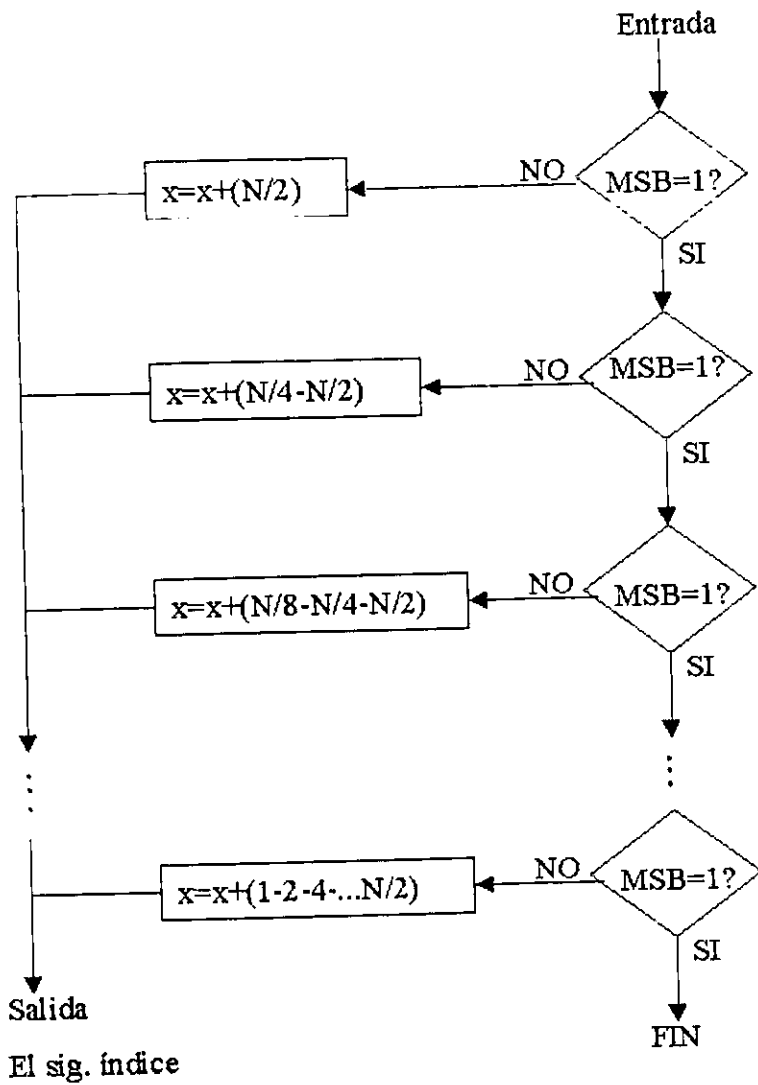 Entrada
MSB=1?
NO
x=x+(N/2)
SI
MSB=1?
NO
x=x+(N/4-N/2)
SI
MSB=1?
NO
x=x+(N/8-N/4-N/2)
SI
MSB=1?
NO
x=x+(1-2-4-...N/2)
SI
Salida
FIN
El sig. índice